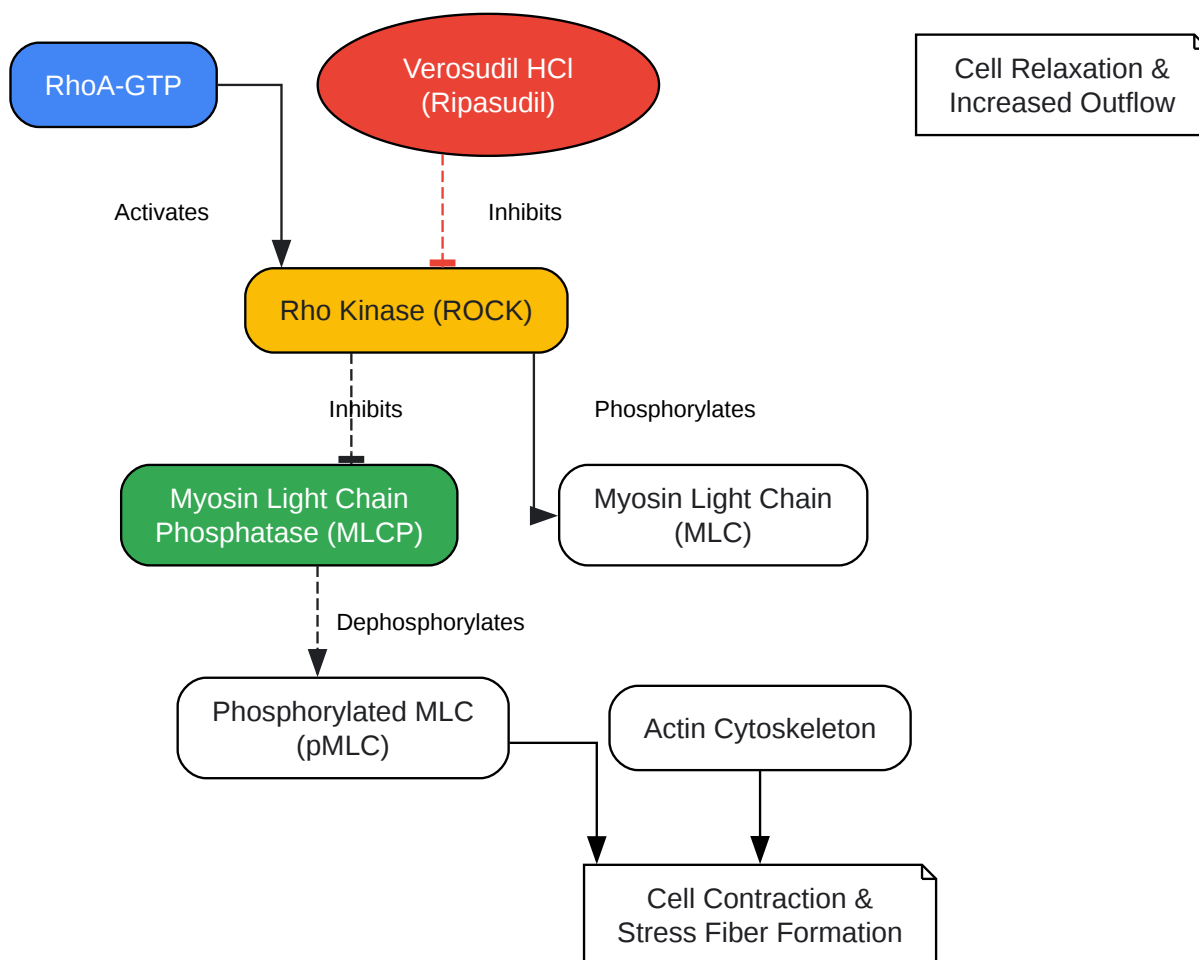 RhoA-GTP
Verosudil HCl
(Ripasudil)
Cell Relaxation &
Increased Outflow
Activates
Inhibits
Rho Kinase (ROCK)
Inhibits
Phosphorylates
Myosin Light Chain
Phosphatase (MLCP)
Myosin Light Chain
(MLC)
Dephosphorylates
Phosphorylated MLC
(pMLC)
Actin Cytoskeleton
Cell Contraction &
Stress Fiber Formation